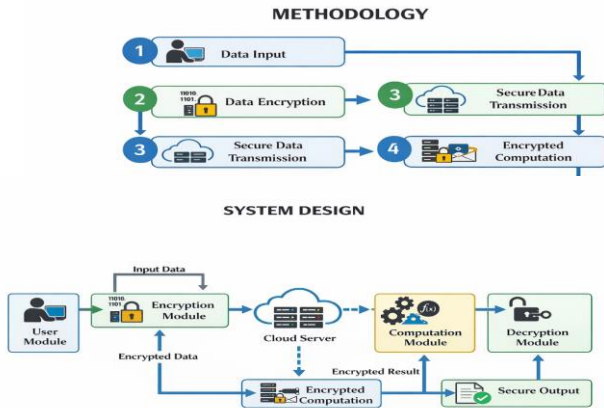 METHODOLOGY
1 Data Input
2 11010. 1101. Data Encryption
3 Secure Data
Transmission
3 Secure Data
Transmission
4 Encrypted
Computation
SYSTEM DESIGN
Input Data
User
Module
11010.
1101.
Encryption
Module
Cloud Server
f(x)
Computation
Module
Decryption
Module
Encrypted Data
Encrypted Result
Encrypted
Computation
Secure Output